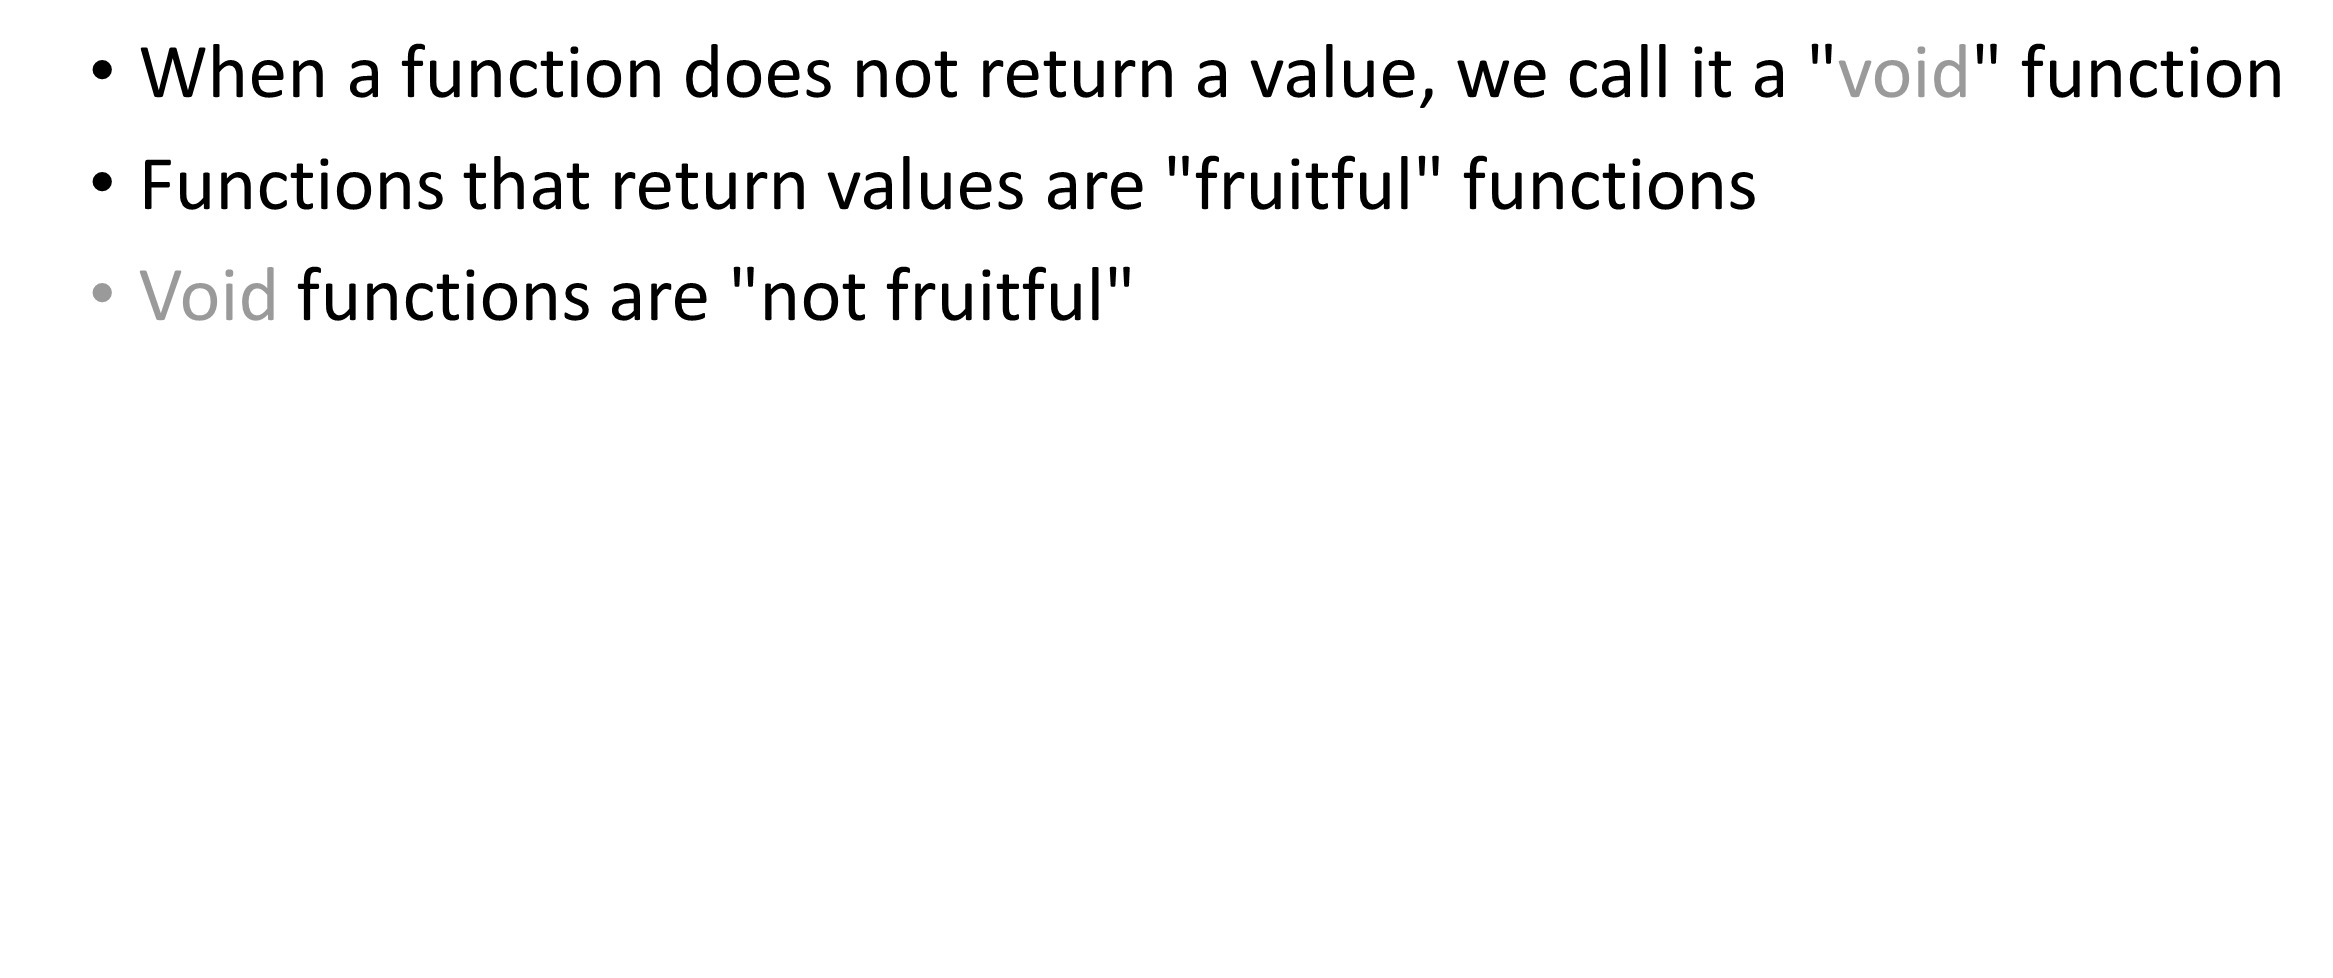 • When a function does not return a value, we call it a "void" function
• Functions that return values are "fruitful" functions
• Void functions are "not fruitful"